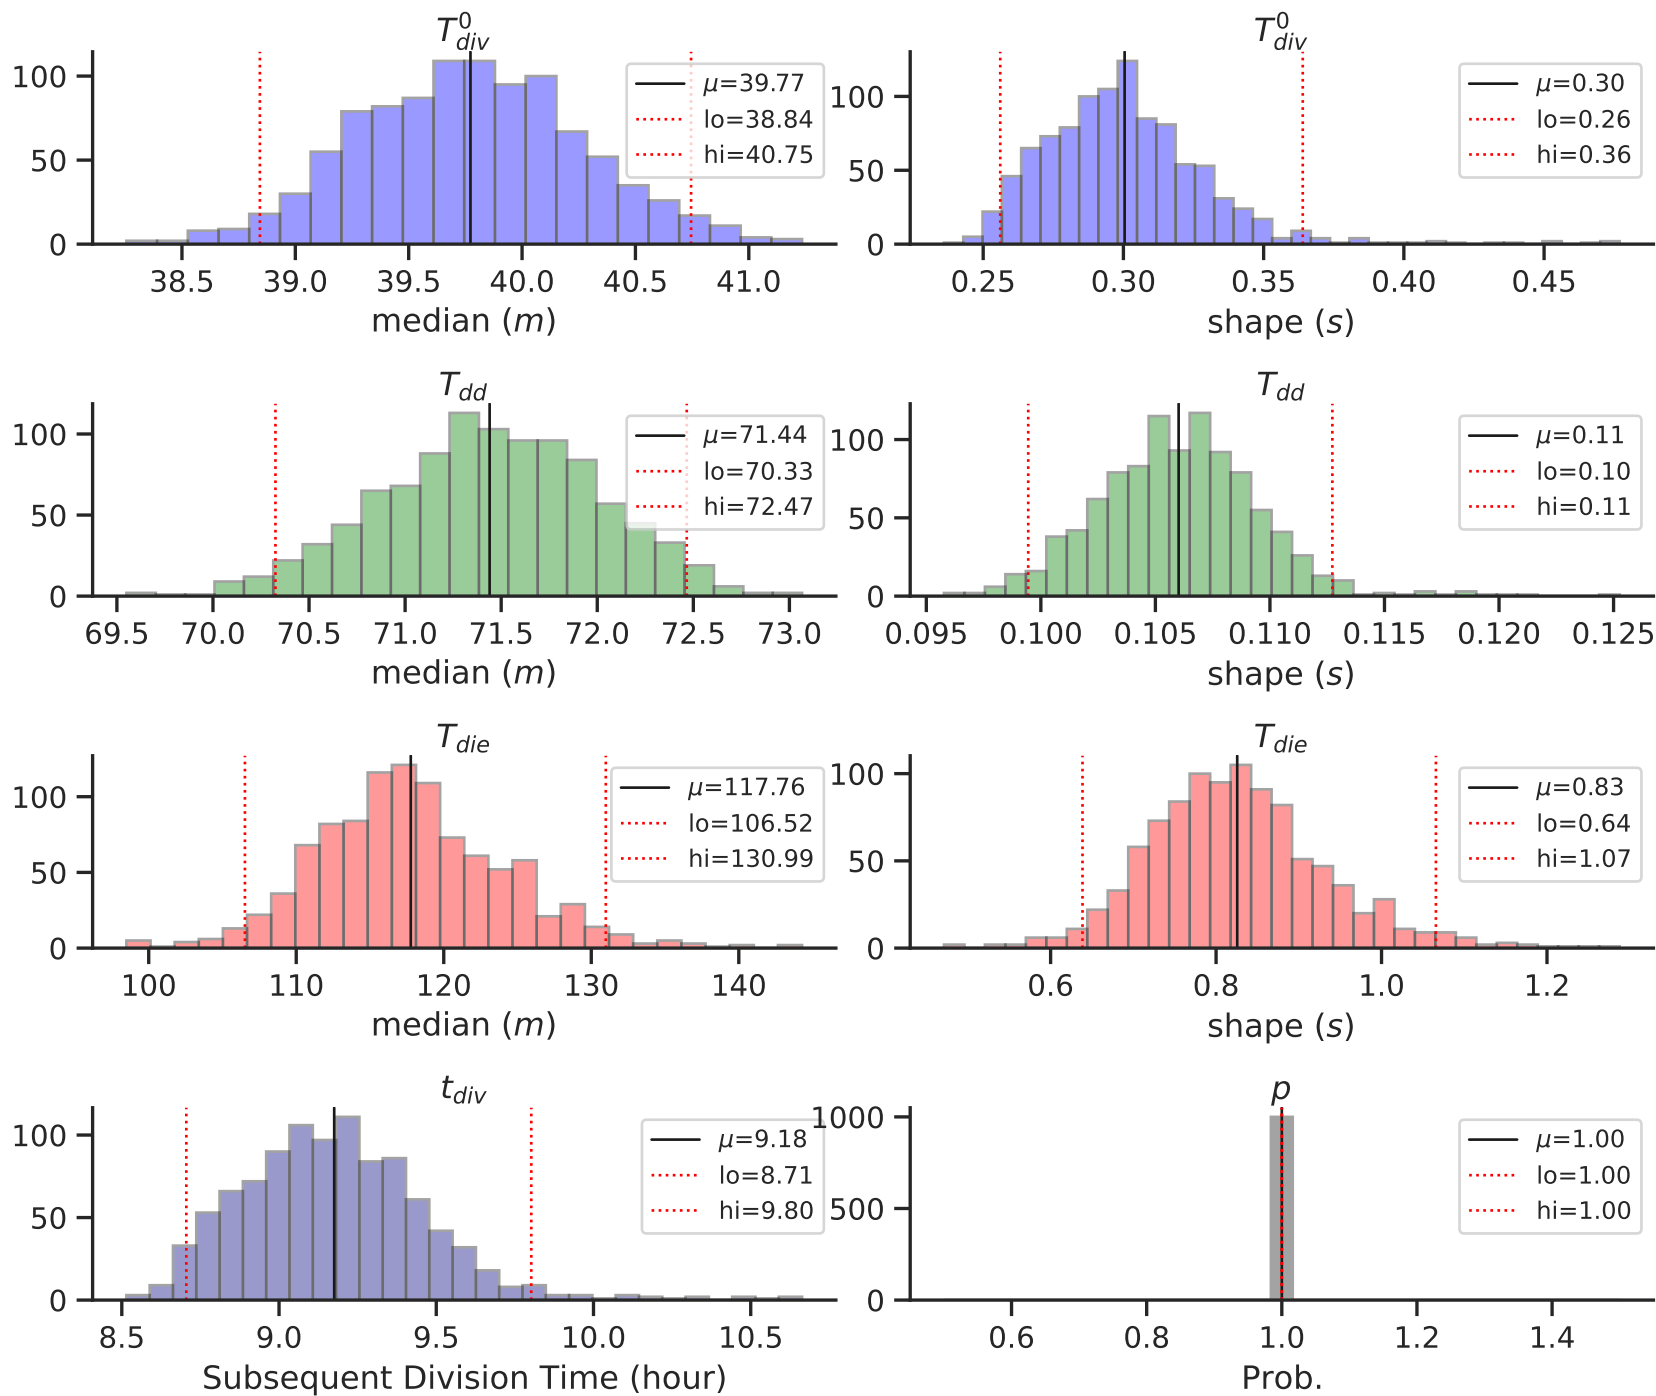 T⁰div
100
50
0
μ=39.77
lo=38.84
hi=40.75
38.5 39.0 39.5 40.0 40.5 41.0
median (m)
T⁰div
100
50
0
μ=0.30
lo=0.26
hi=0.36
0.25 0.30 0.35 0.40 0.45
shape (s)
Tdd
100
50
0
μ=71.44
lo=70.33
hi=72.47
69.5 70.0 70.5 71.0 71.5 72.0 72.5 73.0
median (m)
Tdd
100
50
0
μ=0.11
lo=0.10
hi=0.11
0.095 0.100 0.105 0.110 0.115 0.120 0.125
shape (s)
Tdie
100
50
0
μ=117.76
lo=106.52
hi=130.99
100 110 120 130 140
median (m)
Tdie
100
50
0
μ=0.83
lo=0.64
hi=1.07
0.6 0.8 1.0 1.2
shape (s)
tdiv
100
50
0
μ=9.18
lo=8.71
hi=9.80
8.5 9.0 9.5 10.0 10.5
Subsequent Division Time (hour)
p
1000
500
0
μ=1.00
lo=1.00
hi=1.00
0.6 0.8 1.0 1.2 1.4
Prob.